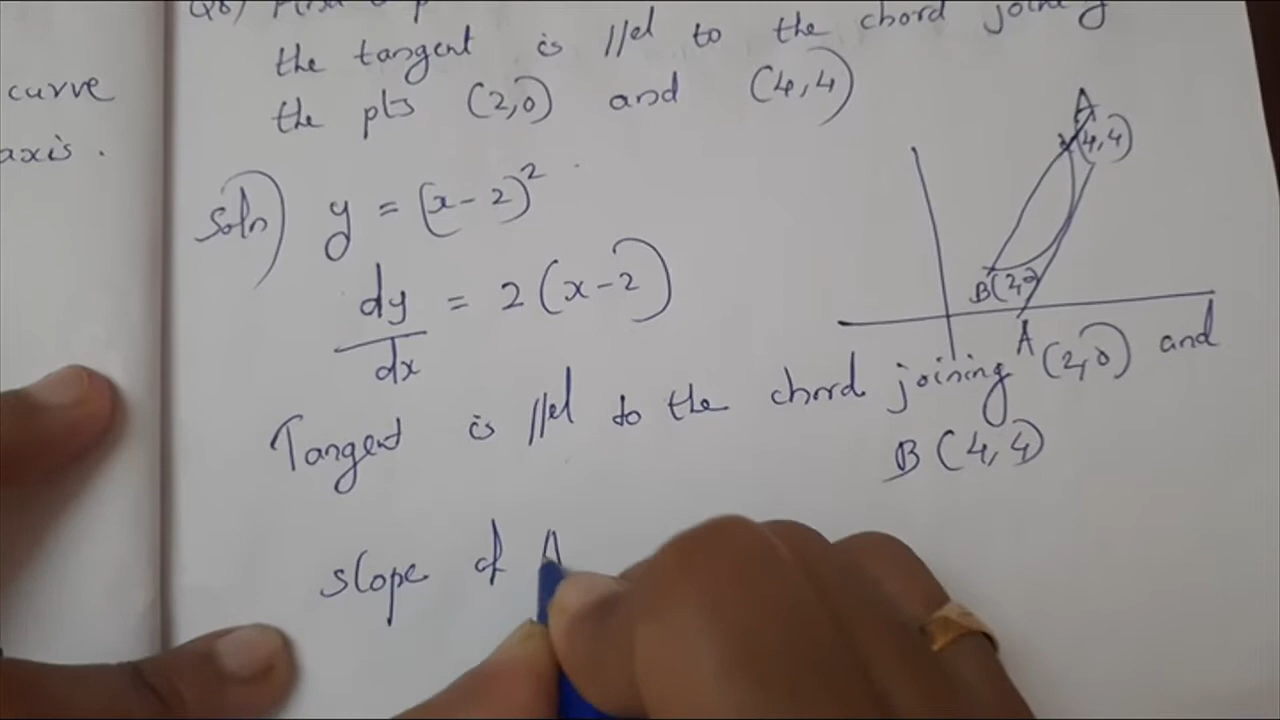 curve
axis.
the tangent is //el to the chord joining
the pts (2,0) and (4,4)
Soln) y = (x-2)²
dy/dx = 2(x-2)
A
(4,4)
B(2,0)
Tangent is //el to the chord joining A (2,0) and
B (4,4)
slope of A